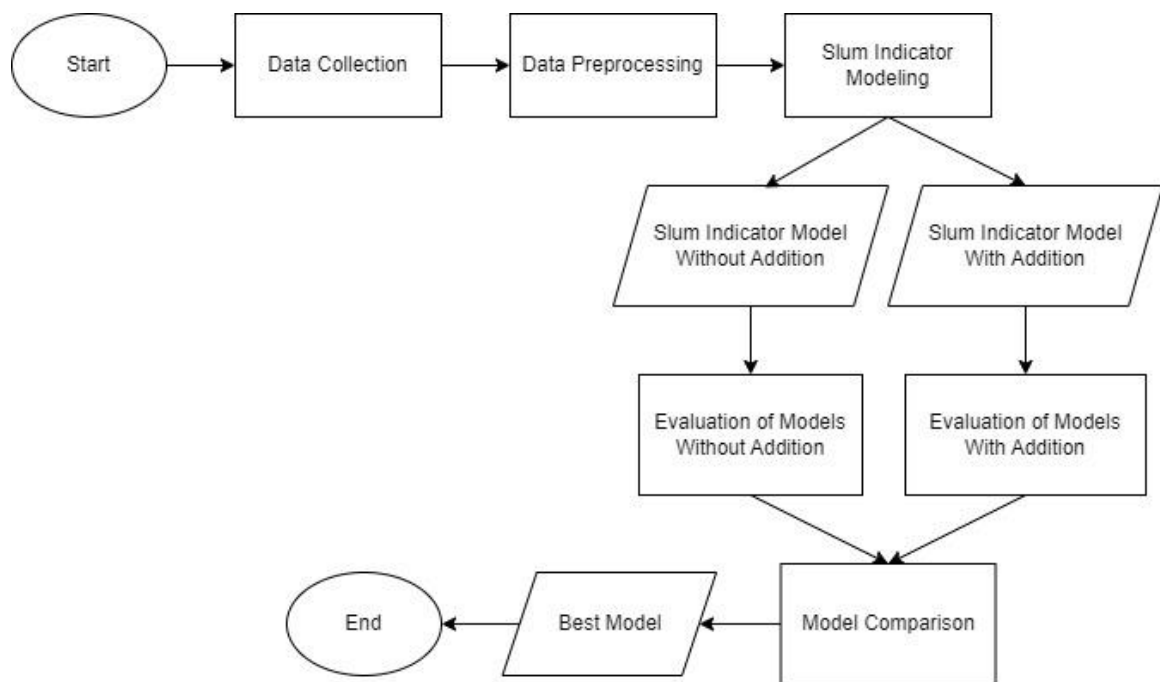 Start
Data Collection
Data Preprocessing
Slum Indicator
Modeling
Slum Indicator Model
Without Addition
Slum Indicator Model
With Addition
Evaluation of Models
Without Addition
Evaluation of Models
With Addition
End
Best Model
Model Comparison